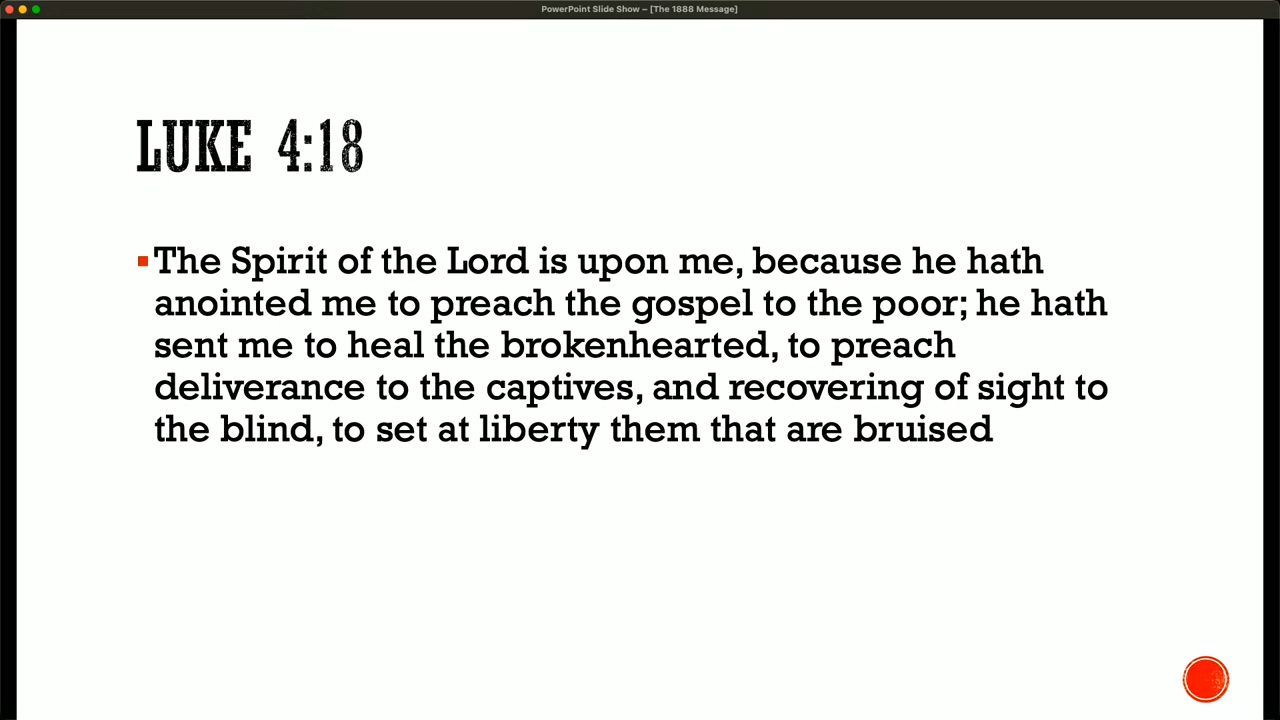 PowerPoint Slide Show – [The 1888 Message]
LUKE 4:18
The Spirit of the Lord is upon me, because he hath
anointed me to preach the gospel to the poor; he hath
sent me to heal the brokenhearted, to preach
deliverance to the captives, and recovering of sight to
the blind, to set at liberty them that are bruised